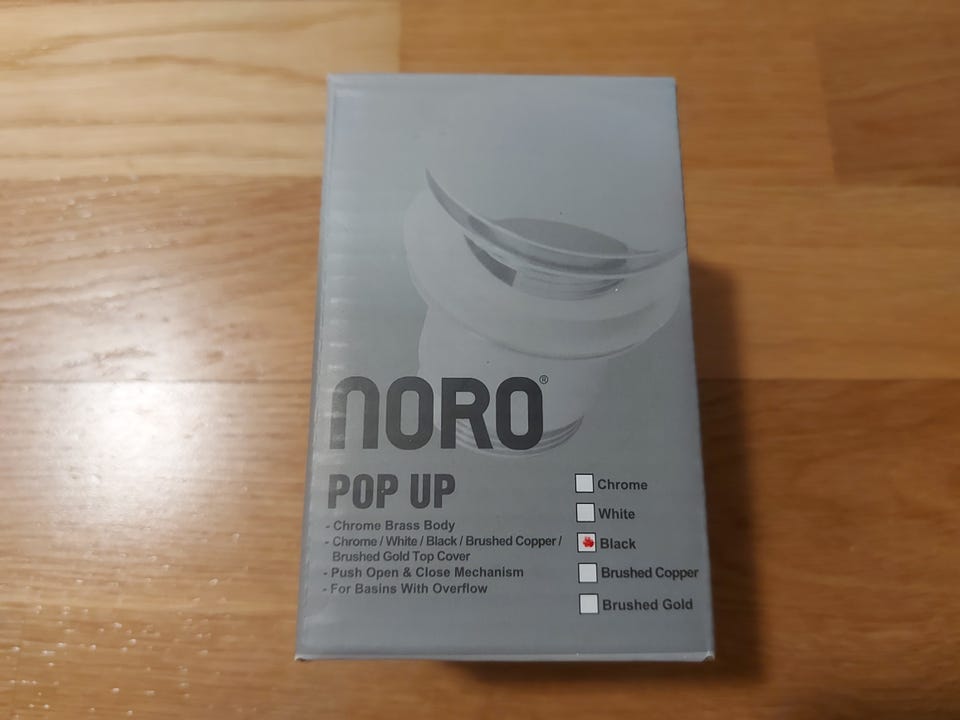 noRO®
POP UP
- Chrome Brass Body
- Chrome / White / Black / Brushed Copper /
Brushed Gold Top Cover
- Push Open & Close Mechanism
- For Basins With Overflow
Chrome
White
Black
Brushed Copper
Brushed Gold